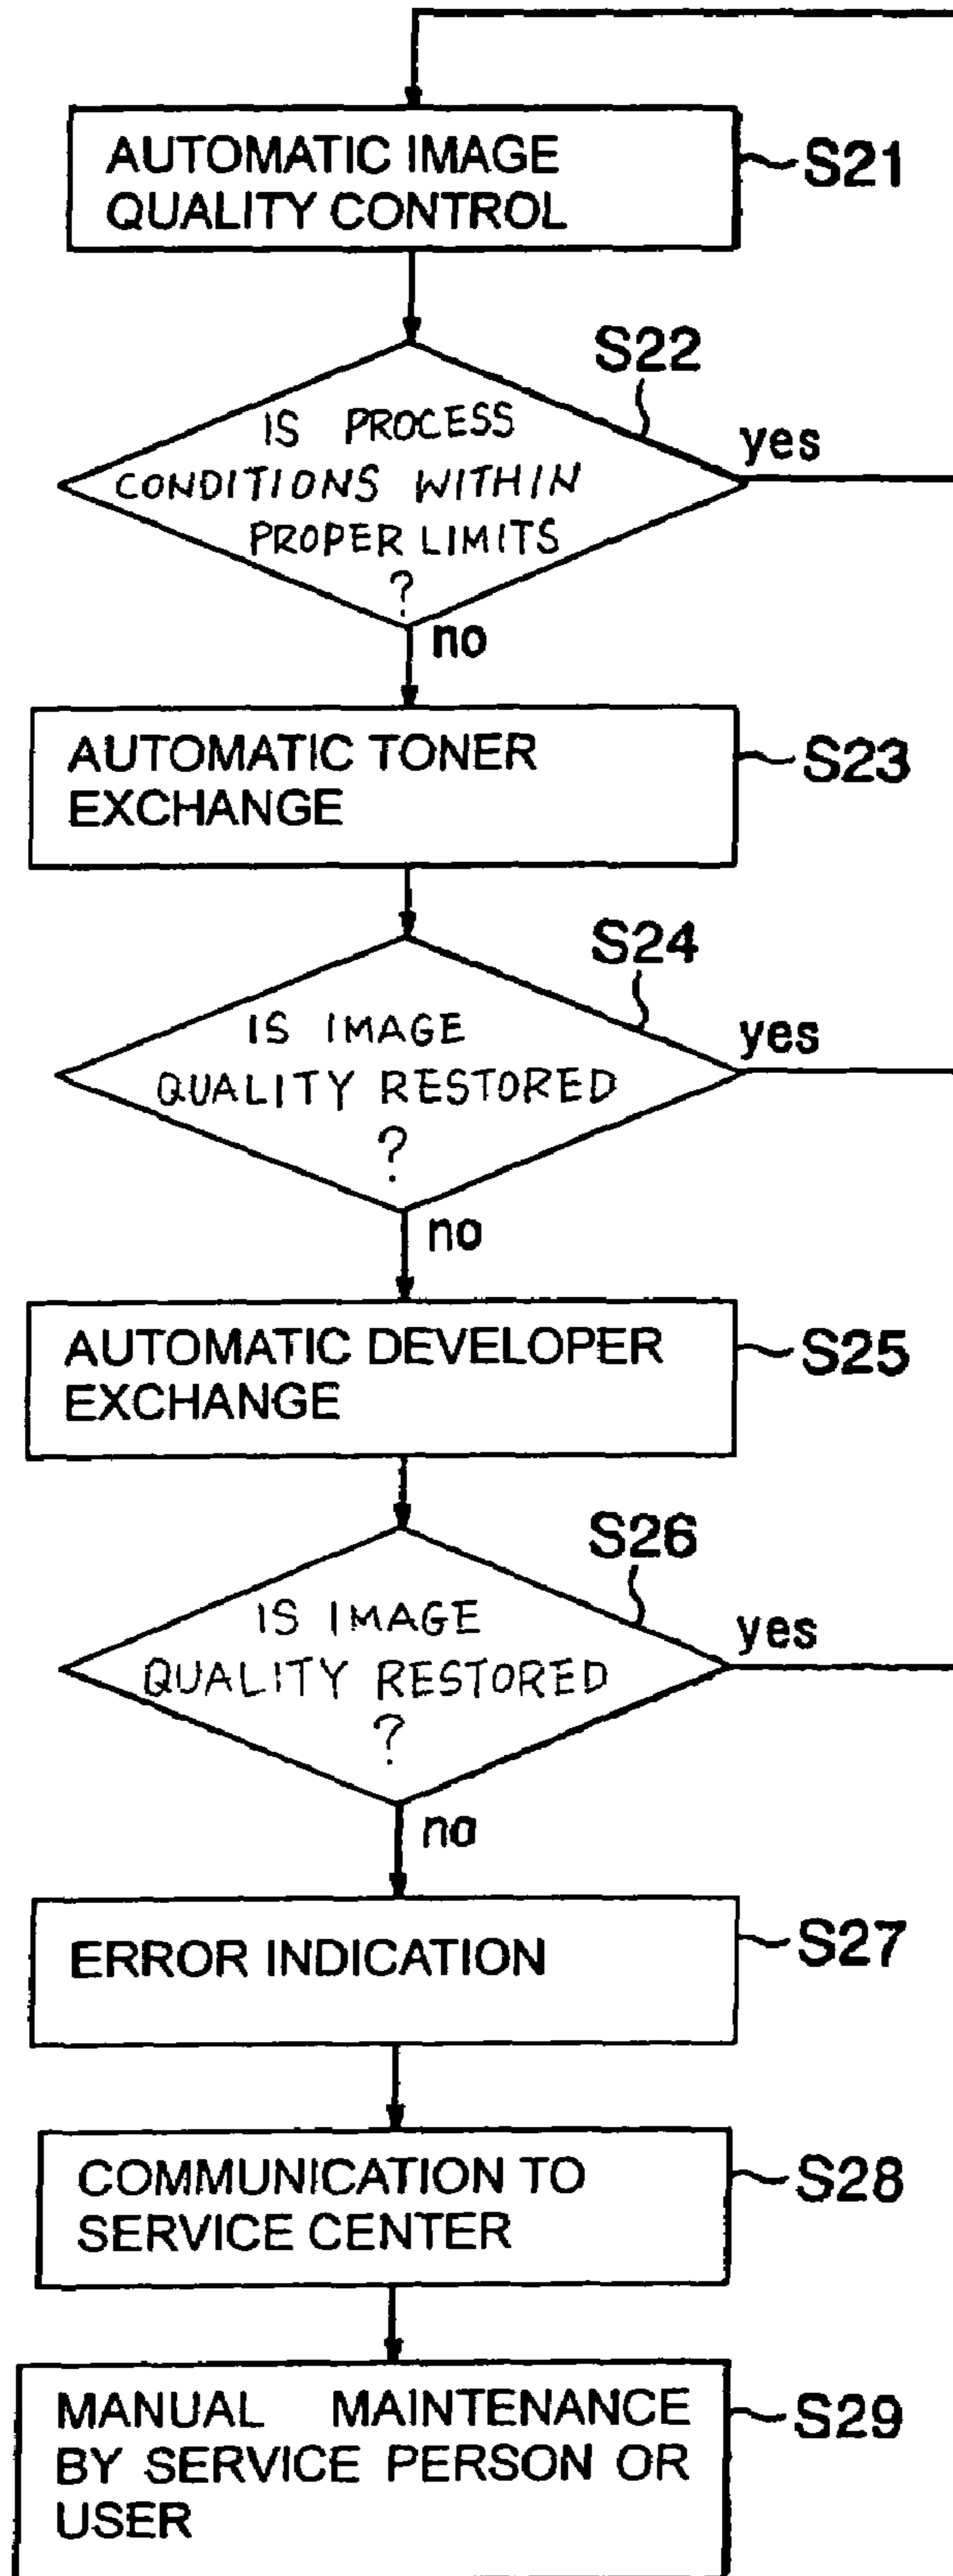 AUTOMATIC IMAGE
QUALITY CONTROL
S21
S22
IS PROCESS
CONDITIONS WITHIN
PROPER LIMITS
?
yes
no
AUTOMATIC TONER
EXCHANGE
S23
S24
IS IMAGE
QUALITY RESTORED
?
yes
no
AUTOMATIC DEVELOPER
EXCHANGE
S25
S26
IS IMAGE
QUALITY RESTORED
?
yes
no
ERROR INDICATION
S27
COMMUNICATION TO
SERVICE CENTER
S28
MANUAL MAINTENANCE
BY SERVICE PERSON OR
USER
S29